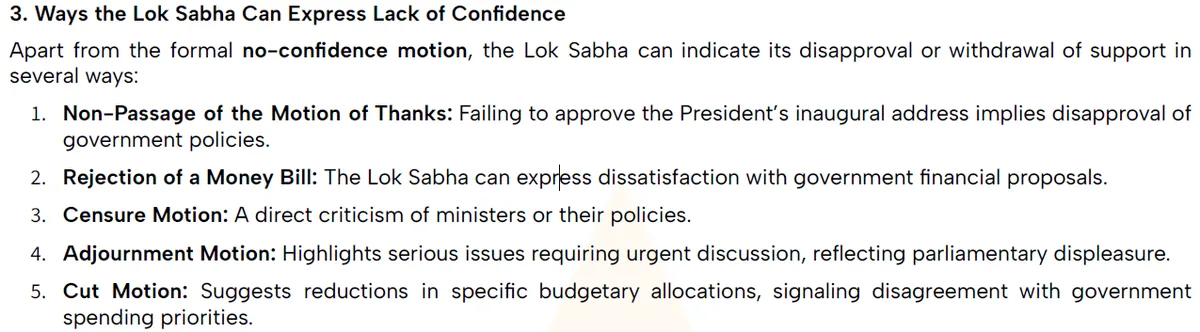 3. Ways the Lok Sabha Can Express Lack of Confidence
Apart from the formal no-confidence motion, the Lok Sabha can indicate its disapproval or withdrawal of support in
several ways:
1. Non-Passage of the Motion of Thanks: Failing to approve the President's inaugural address implies disapproval of
government policies.
2. Rejection of a Money Bill: The Lok Sabha can express dissatisfaction with government financial proposals.
3. Censure Motion: A direct criticism of ministers or their policies.
4. Adjournment Motion: Highlights serious issues requiring urgent discussion, reflecting parliamentary displeasure.
5. Cut Motion: Suggests reductions in specific budgetary allocations, signaling disagreement with government
spending priorities.